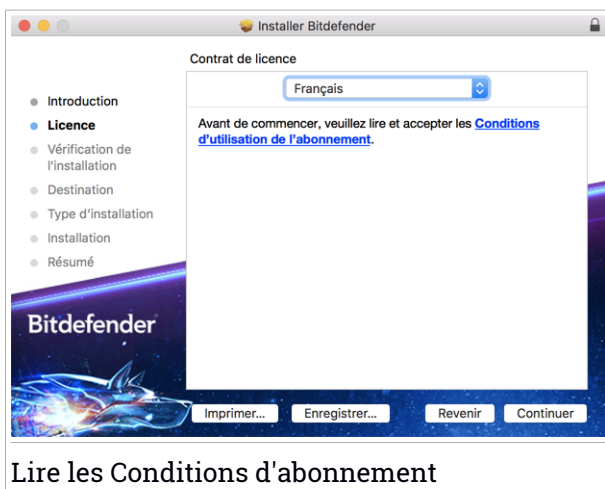 Installer Bitdefender
Contrat de licence
Introduction
Licence
Vérification de
l'installation
Destination
Type d'installation
Installation
Résumé
Français
Avant de commencer, veuillez lire et accepter les Conditions
d'utilisation de l'abonnement.
Bitdefender
Imprimer...
Enregistrer...
Revenir
Continuer
Lire les Conditions d'abonnement